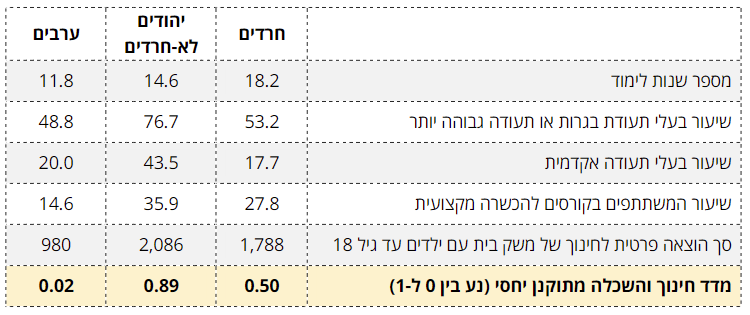 חרדים יהודים לא-חרדים ערבים
מספר שנות לימוד 18.2 14.6 11.8
שיעור בעלי תעודת בגרות או תעודה גבוהה יותר 53.2 76.7 48.8
שיעור בעלי תעודה אקדמית 17.7 43.5 20.0
שיעור המשתתפים בקורסים להכשרה מקצועית 27.8 35.9 14.6
סך הוצאה פרטית לחינוך של משק בית עם ילדים עד גיל 18 1,788 2,086 980
מדד חינוך והשכלה מתוקנן יחסי (נע בין 0 ל-1) 0.50 0.89 0.02